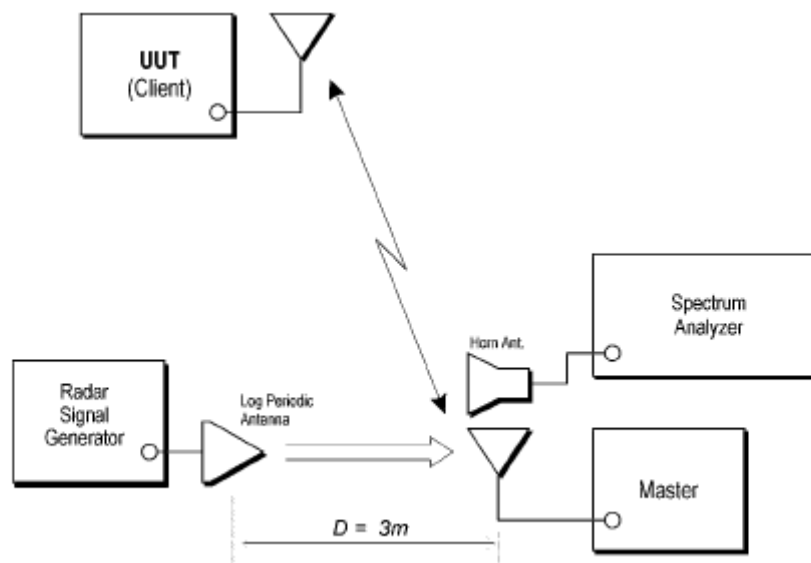 UUT
(Client)
Spectrum
Analyzer
Horn Ant.
Radar
Signal
Generator
Log Periodic
Antenna
Master
D = 3m